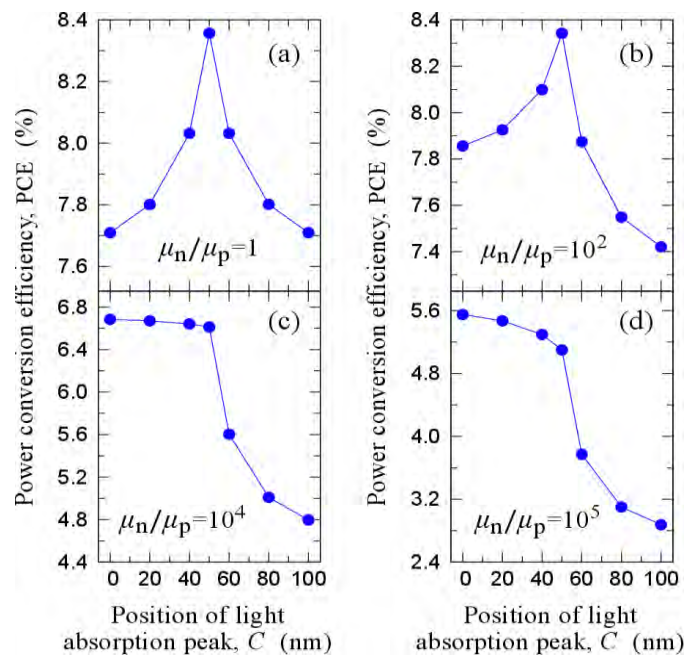 8.4
8.2
8.0
7.8
7.6
(a)
μn/μp=1
8.4
8.2
8.0
7.8
7.6
7.4
(b)
μn/μp=10²
Power conversion efficiency, PCE (%)
Power conversion efficiency, PCE (%)
6.8
6.4
6.0
5.6
5.2
4.8
4.4
(c)
μn/μp=10⁴
0 20 40 60 80 100
5.6
4.8
4.0
3.2
2.4
(d)
μn/μp=10⁵
0 20 40 60 80 100
Position of light
absorption peak, C (nm)
Position of light
absorption peak, C (nm)